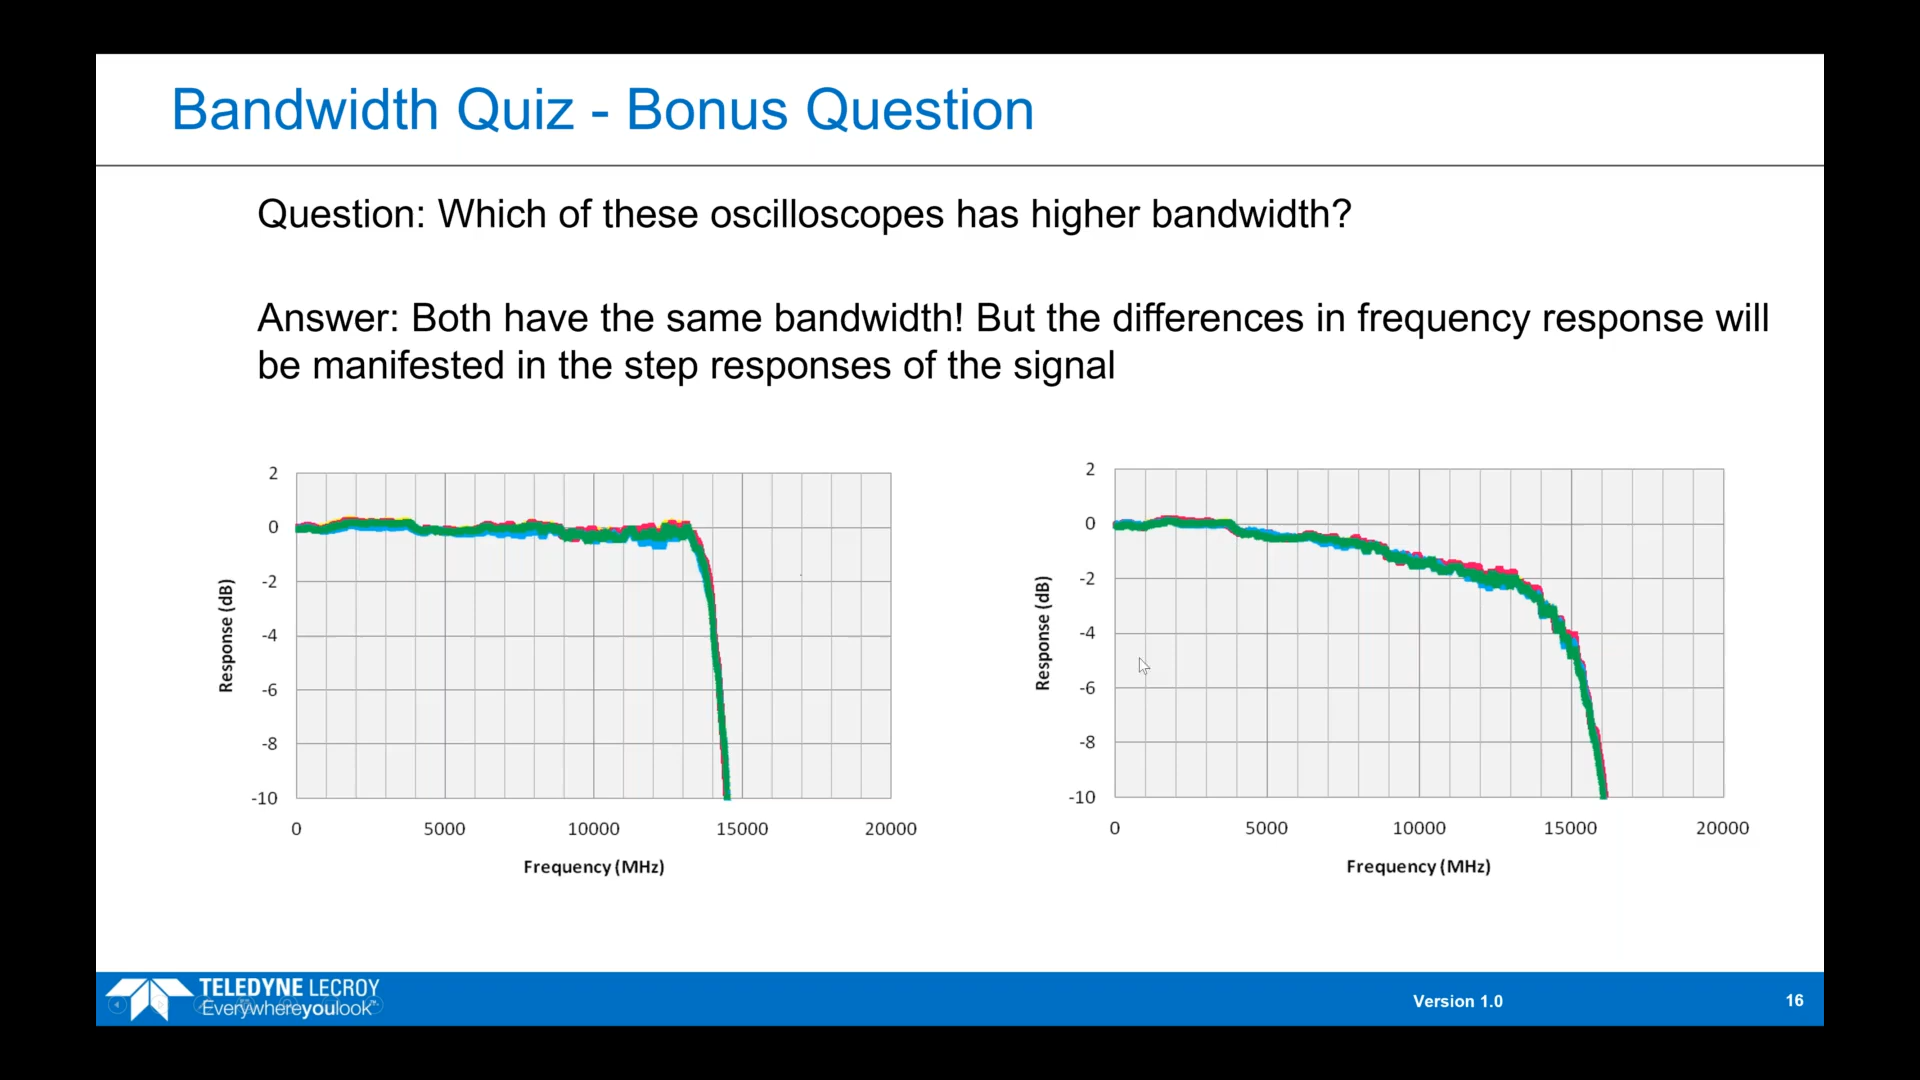 Bandwidth Quiz - Bonus Question
Question: Which of these oscilloscopes has higher bandwidth?
Answer: Both have the same bandwidth! But the differences in frequency response will
be manifested in the step responses of the signal
2
0
-2
-4
-6
-8
-10
Response (dB)
0 5000 10000 15000 20000
Frequency (MHz)
2
0
-2
-4
-6
-8
-10
Response (dB)
0 5000 10000 15000 20000
Frequency (MHz)
TELEDYNE LECROY
Everywhereyoulook™
Version 1.0
16